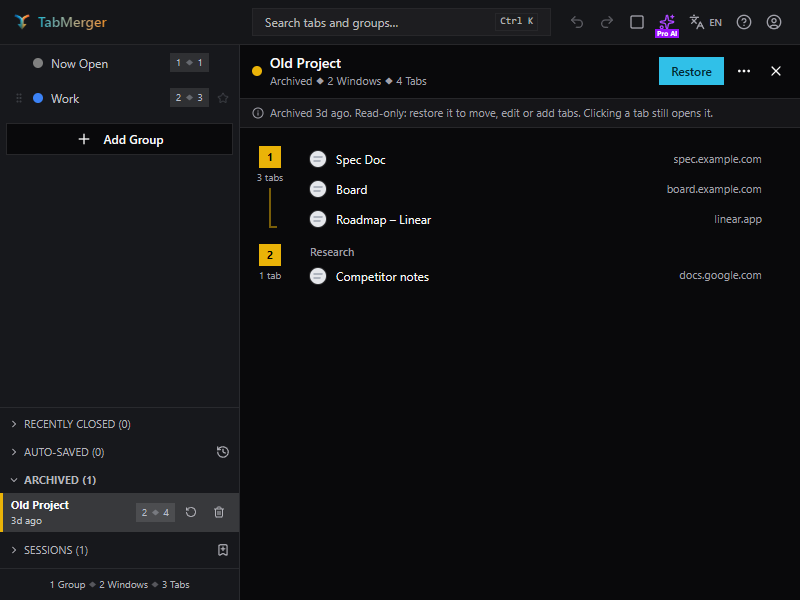 TabMerger
Search tabs and groups...
Ctrl K
Pro AI
EN
Now Open
1 ◆ 1
Work
2 ◆ 3
Add Group
Old Project
Archived ◆ 2 Windows ◆ 4 Tabs
Restore
Archived 3d ago. Read-only: restore it to move, edit or add tabs. Clicking a tab still opens it.
1
3 tabs
Spec Doc
spec.example.com
Board
board.example.com
Roadmap – Linear
linear.app
2
1 tab
Research
Competitor notes
docs.google.com
RECENTLY CLOSED (0)
AUTO-SAVED (0)
ARCHIVED (1)
Old Project
3d ago
2 ◆ 4
SESSIONS (1)
1 Group ◆ 2 Windows ◆ 3 Tabs